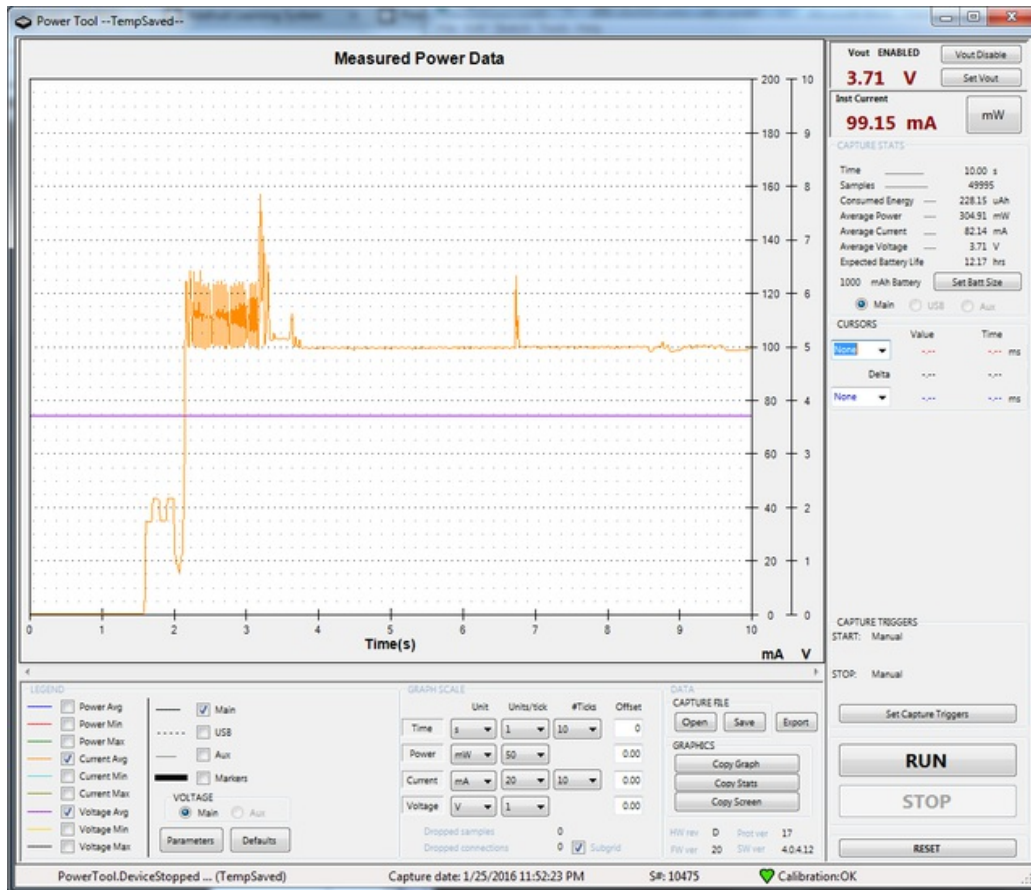 Power Tool --TempSaved--
Measured Power Data
200 10
180 9
160 8
140 7
120 6
100 5
80 4
60 3
40 2
20 1
0 0
0 1 2 3 4 5 6 7 8 9 10
Time(s)
mA V
Vout ENABLED
Vout Disable
3.71 V
Set Vout
Inst Current
99.15 mA
mW
CAPTURE STATS
Time 10.00 s
Samples 49995
Consumed Energy 228.15 uAh
Average Power 304.91 mW
Average Current 82.14 mA
Average Voltage 3.71 V
Expected Battery Life 12.17 hrs
1000 mAh Battery Set Batt Size
Main USB Aux
CURSORS
Value Time
None -.-- -.-- ms
Delta -.-- -.--
None -.-- -.-- ms
CAPTURE TRIGGERS
START: Manual
STOP: Manual
Set Capture Triggers
RUN
STOP
RESET
LEGEND
Power Avg
Power Min
Power Max
Current Avg
Current Min
Current Max
Voltage Avg
Voltage Min
Voltage Max
Main
USB
Aux
Markers
VOLTAGE
Main Aux
Parameters Defaults
GRAPH SCALE
Unit Units/tick #Ticks Offset
Time s 1 10 0
Power mW 50 0.00
Current mA 20 10 0.00
Voltage V 1 0.00
Dropped samples 0
Dropped connections 0 Subgrid
DATA
CAPTURE FILE
Open Save Export
GRAPHICS
Copy Graph
Copy Stats
Copy Screen
HW rev D Prot ver 17
FW ver 20 SW ver 4.0.4.12
PowerTool.DeviceStopped ... (TempSaved) Capture date: 1/25/2016 11:52:23 PM S#: 10475 Calibration:OK